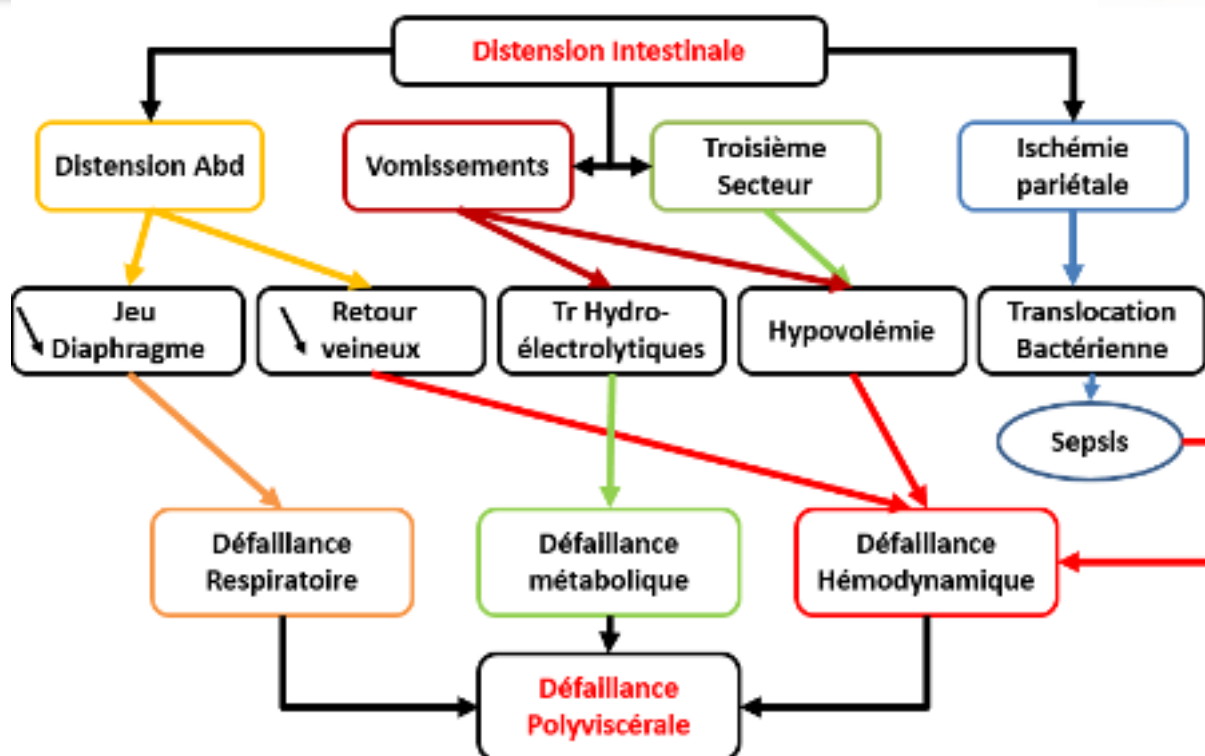 Distension Intestinale
Distension Abd
Vomissements
Troisième
Secteur
Ischémie
pariétale
Jeu
Diaphragme
Retour
veineux
Tr Hydro-
électrolytiques
Hypovolémie
Translocation
Bactérienne
Sepsis
Défaillance
Respiratoire
Défaillance
métabolique
Défaillance
Hémodynamique
Défaillance
Polyviscérale